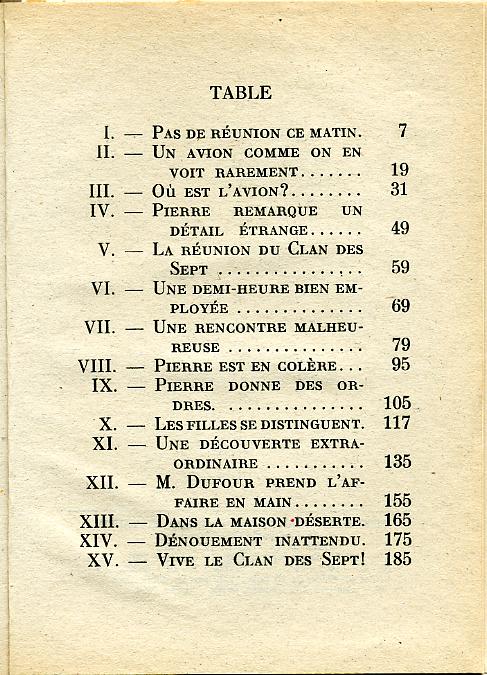 TABLE
I. — PAS DE RÉUNION CE MATIN. 7
II. — UN AVION COMME ON EN
VOIT RAREMENT....... 19
III. — OÙ EST L'AVION?........ 31
IV. — PIERRE REMARQUE UN
DÉTAIL ÉTRANGE...... 49
V. — LA RÉUNION DU CLAN DES
SEPT ................ 59
VI. — UNE DEMI-HEURE BIEN EM-
PLOYÉE .............. 69
VII. — UNE RENCONTRE MALHEU-
REUSE ............... 79
VIII. — PIERRE EST EN COLÈRE... 95
IX. — PIERRE DONNE DES OR-
DRES. ............... 105
X. — LES FILLES SE DISTINGUENT. 117
XI. — UNE DÉCOUVERTE EXTRA-
ORDINAIRE ........... 135
XII. — M. DUFOUR PREND L'AF-
FAIRE EN MAIN........ 155
XIII. — DANS LA MAISON DÉSERTE. 165
XIV. — DÉNOUEMENT INATTENDU. 175
XV. — VIVE LE CLAN DES SEPT! 185